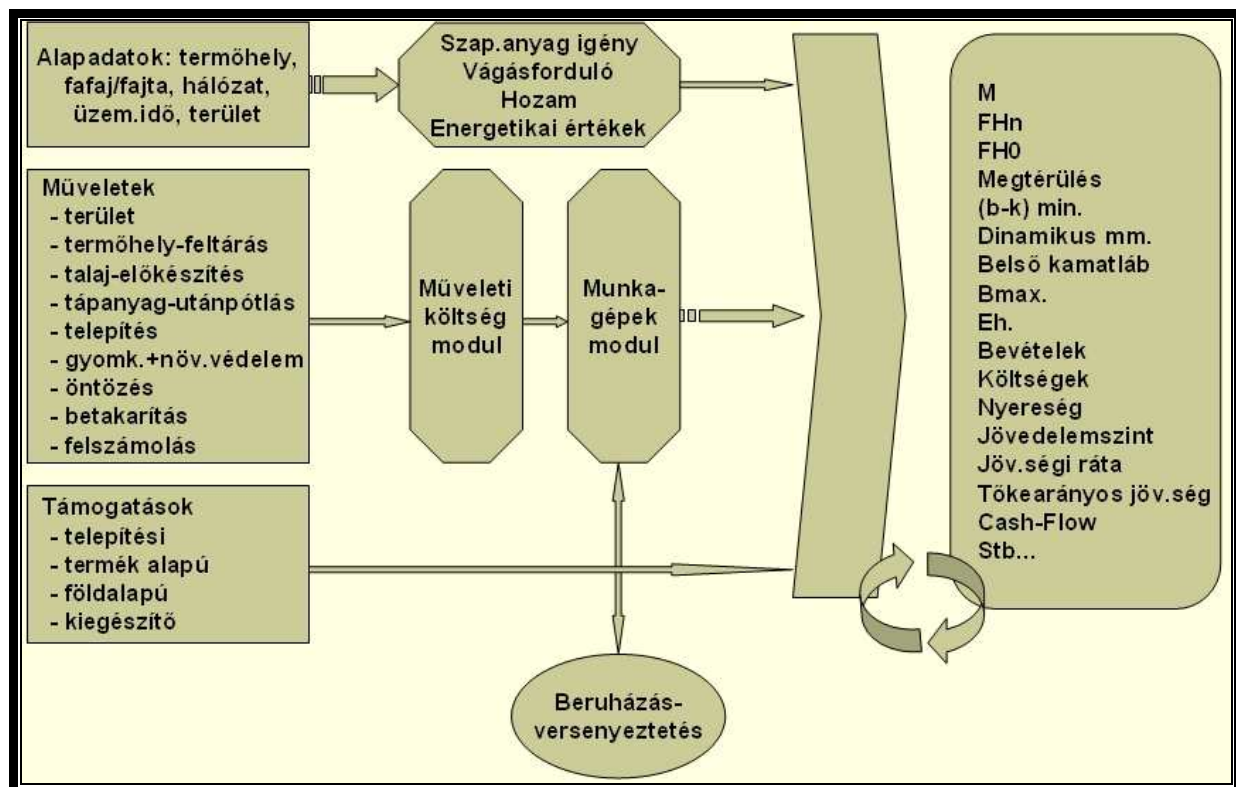 Alapadatok: termőhely,
fafaj/fajta, hálózat,
üzem.idő, terület
Szap.anyag igény
Vágásforduló
Hozam
Energetikai értékek
Műveletek
- terület
- termőhely-feltárás
- talaj-előkészítés
- tápanyag-utánpótlás
- telepítés
- gyomk.+növ.védelem
- öntözés
- betakarítás
- felszámolás
Műveleti
költség
modul
Munka-
gépek
modul
Támogatások
- telepítési
- termék alapú
- földalapú
- kiegészítő
Beruházás-
versenyeztetés
M
FHn
FH0
Megtérülés
(b-k) min.
Dinamikus mm.
Belső kamatláb
Bmax.
Eh.
Bevételek
Költségek
Nyereség
Jövedelemszint
Jöv.ségi ráta
Tőkearányos jöv.ség
Cash-Flow
Stb...